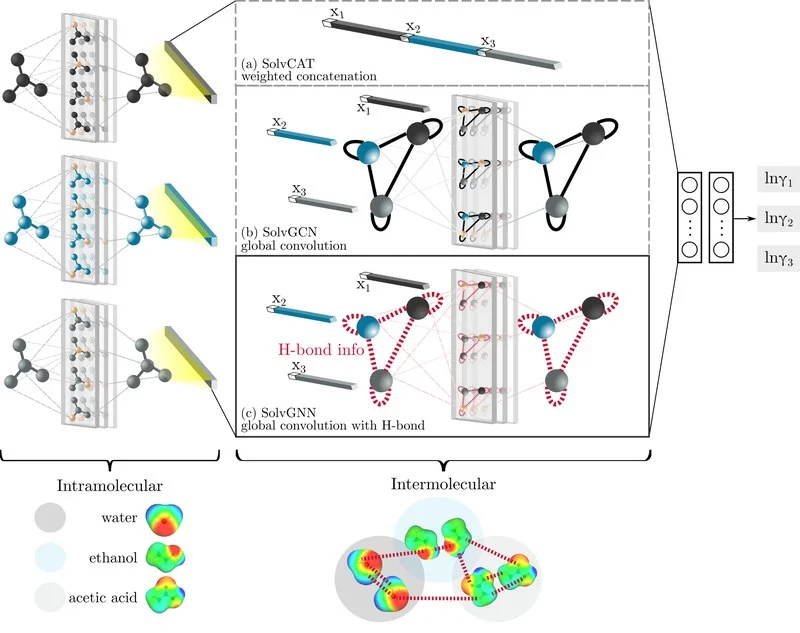 x₁
x₂
x₃
(a) SolvCAT
weighted concatenation
x₁
x₂
x₃
(b) SolvGCN
global convolution
x₁
x₂
H-bond info
x₃
(c) SolvGNN
global convolution with H-bond
lnγ₁
lnγ₂
lnγ₃
Intramolecular
Intermolecular
water
ethanol
acetic acid